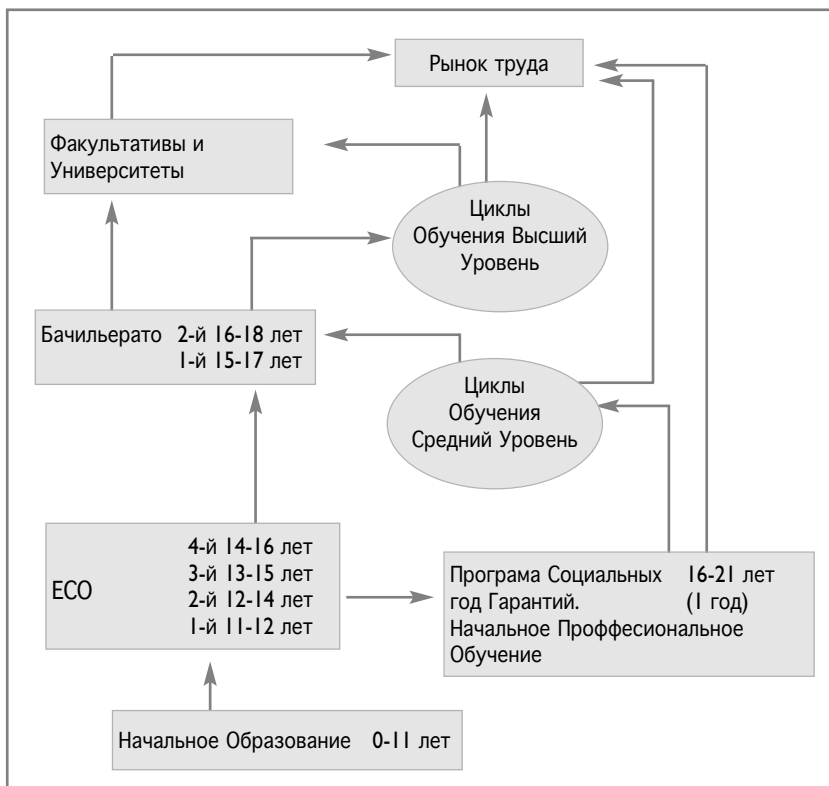 Рынок труда
Факультативы и
Университеты
Циклы
Обучения Высший
Уровень
Бачильерато 2-й 16-18 лет
1-й 15-17 лет
Циклы
Обучения
Средний Уровень
4-й 14-16 лет
ECO 3-й 13-15 лет
2-й 12-14 лет
1-й 11-12 лет
Програма Социальных 16-21 лет
год Гарантий. (1 год)
Начальное Проффесиональное
Обучение
Начальное Образование 0-11 лет